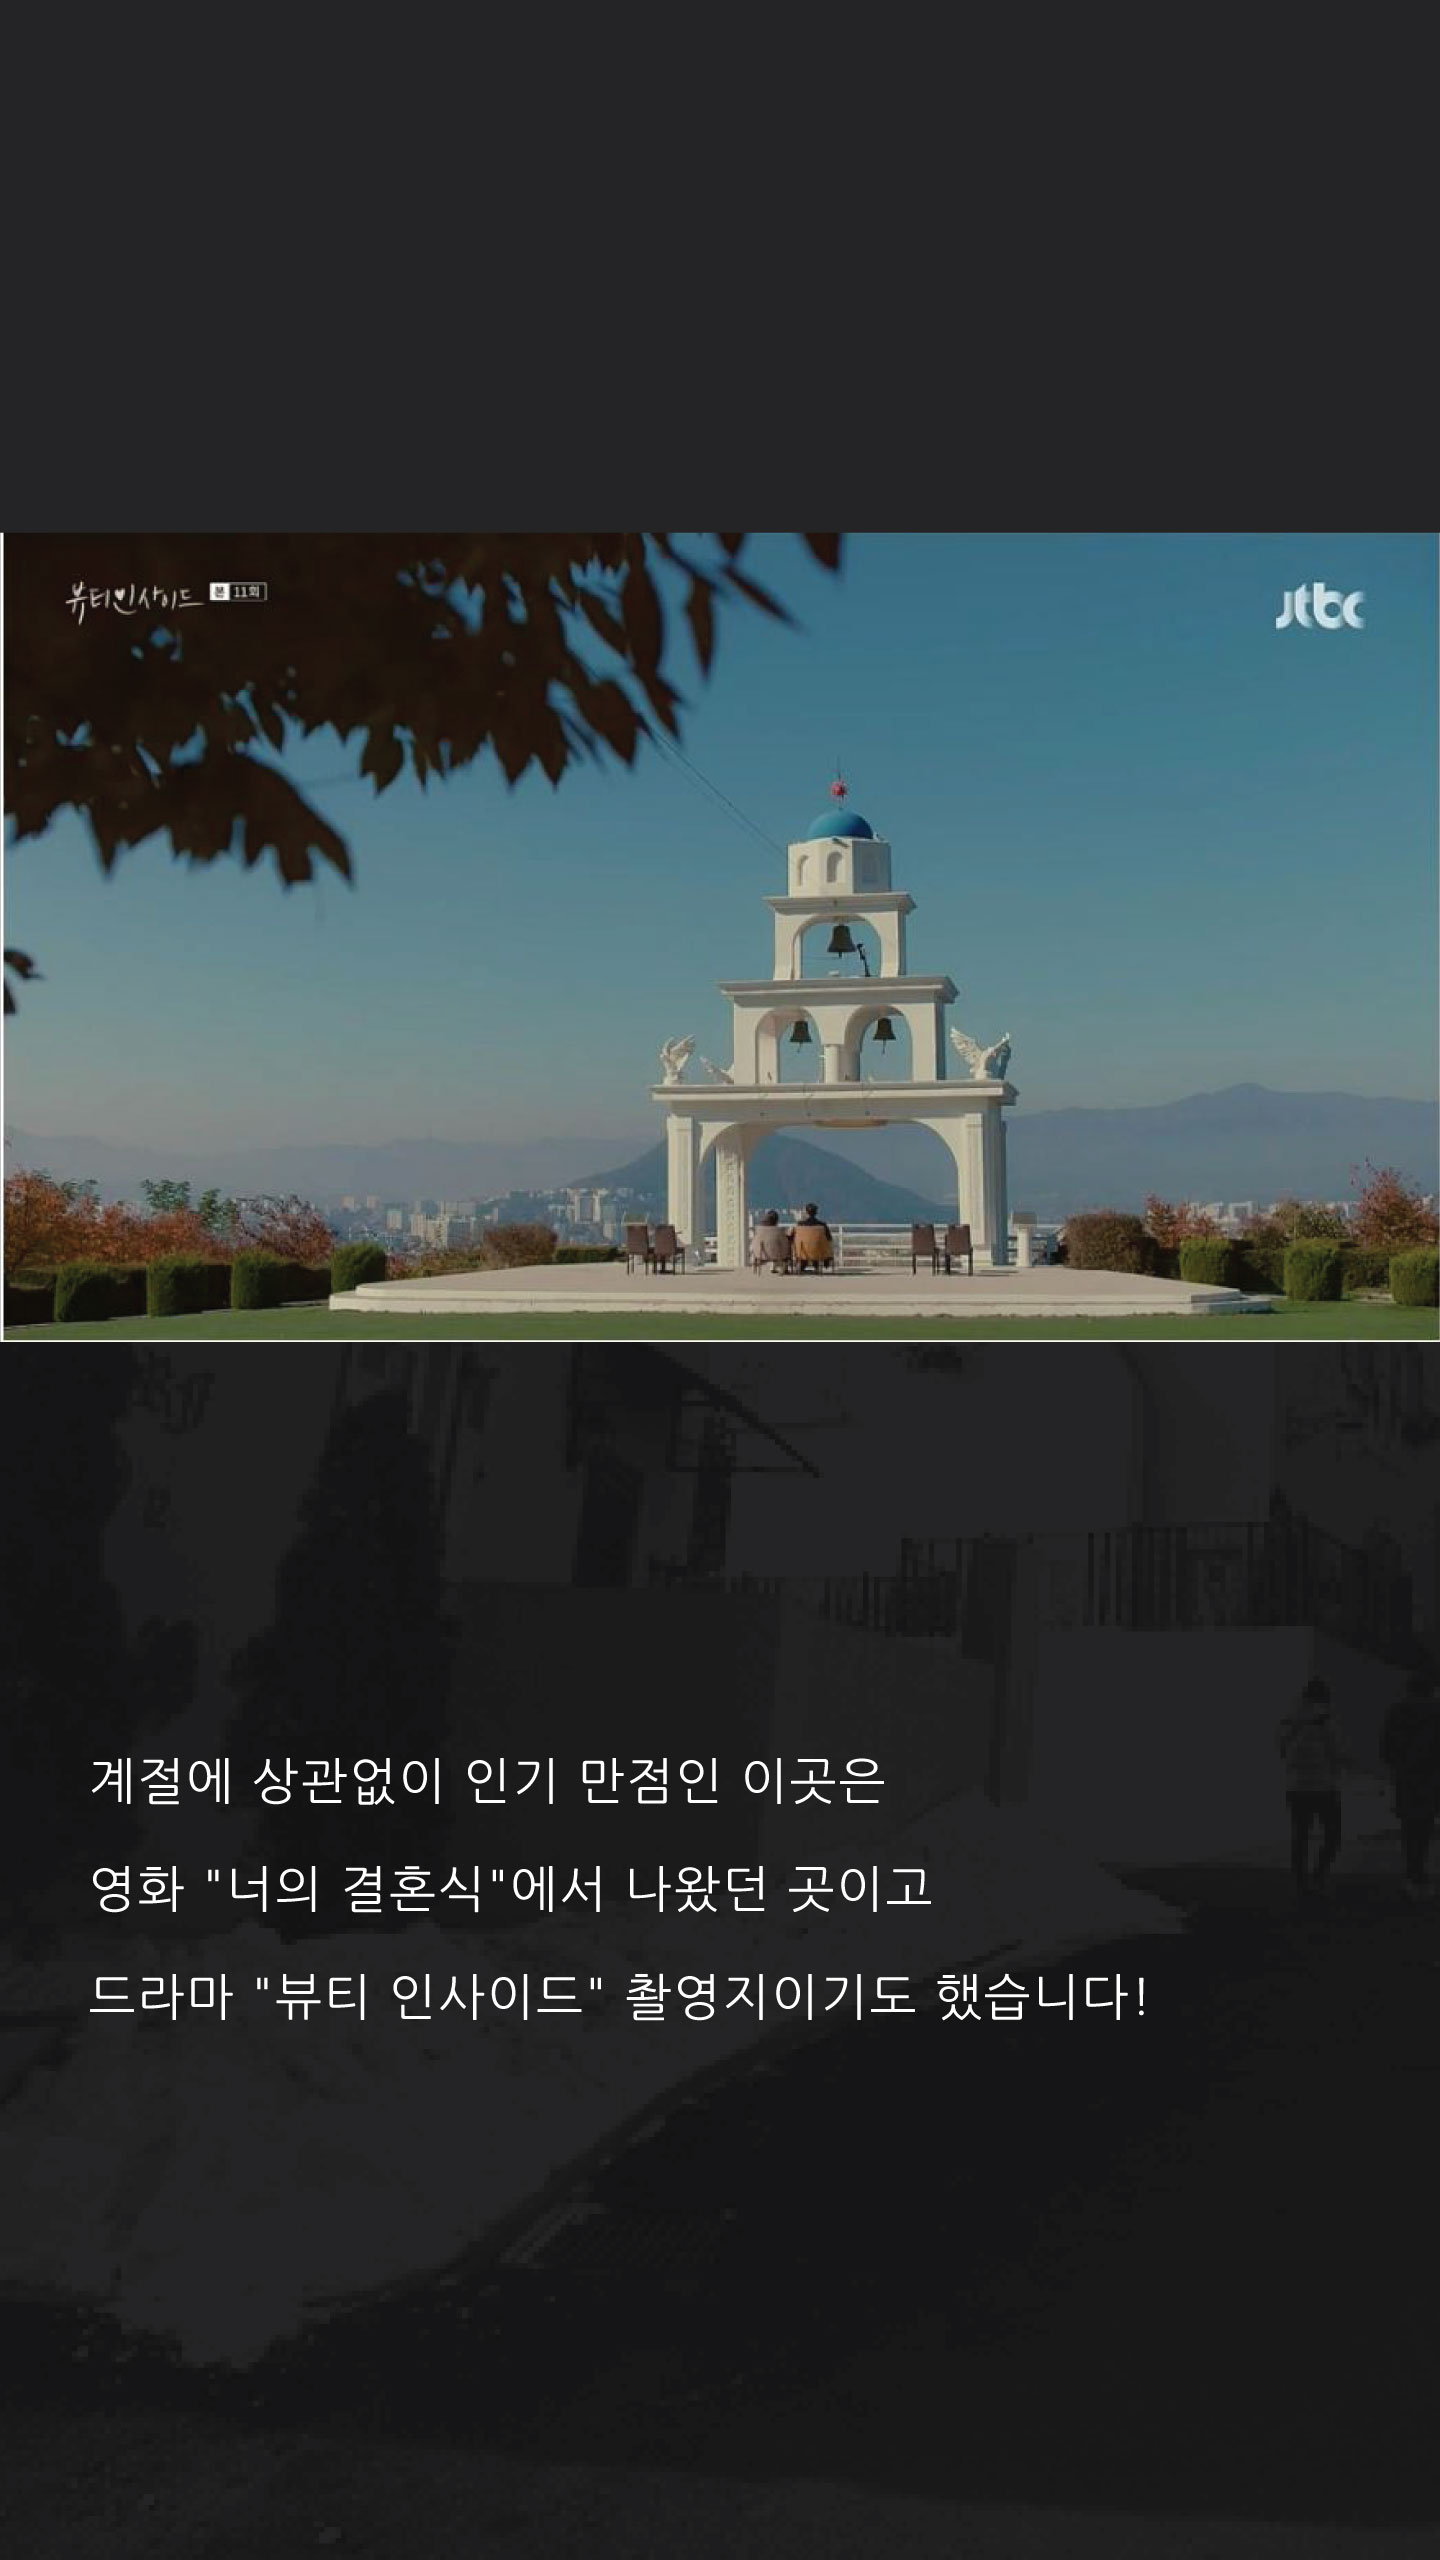 뷰티인사이드 본 11회
jtbc
계절에 상관없이 인기 만점인 이곳은
영화 "너의 결혼식"에서 나왔던 곳이고
드라마 "뷰티 인사이드" 촬영지이기도 했습니다!